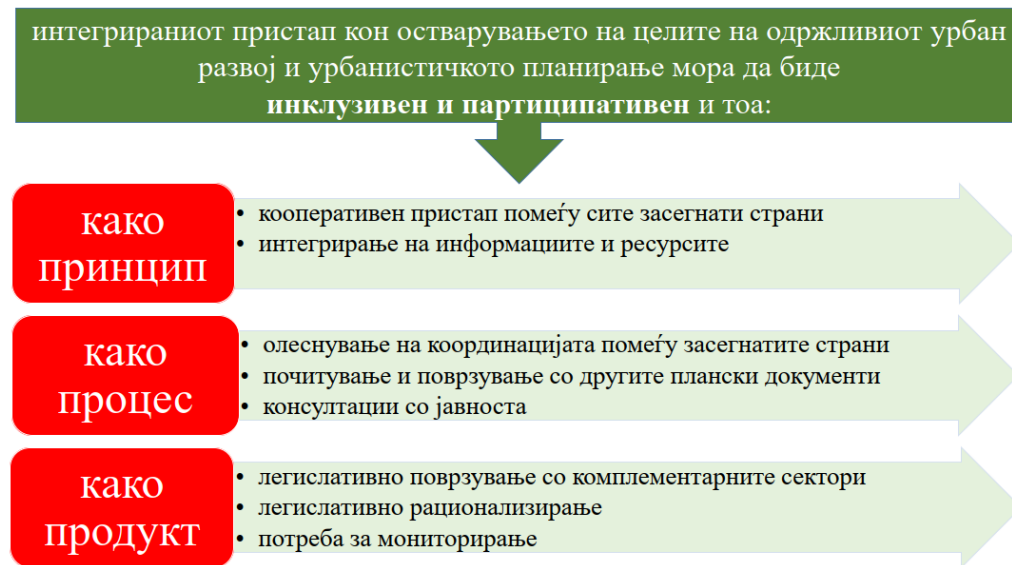 интегрираниот пристап кон остварувањето на целите на одржливиот урбан
развој и урбанистичкото планирање мора да биде
инклузивен и партиципативен и тоа:
како
принцип
• кооперативен пристап помеѓу сите засегнати страни
• интегрирање на информациите и ресурсите
како
процес
• олеснување на координацијата помеѓу засегнатите страни
• почитување и поврзување со другите плански документи
• консултации со јавноста
како
продукт
• легислативно поврзување со комплементарните сектори
• легислативно рационализирање
• потреба за мониторирање